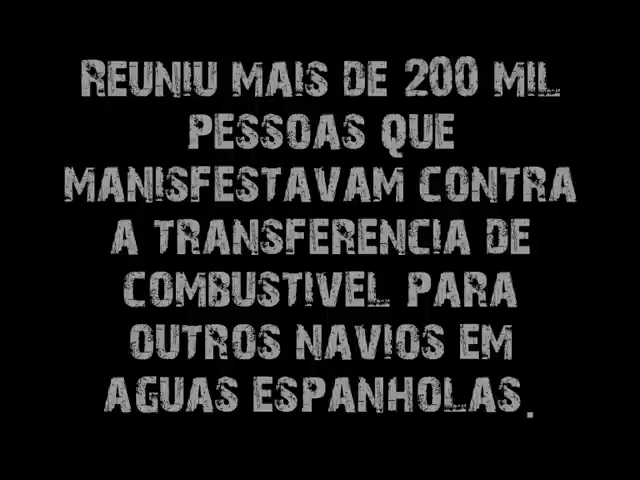 REUNIU MAIS DE 200 MIL
PESSOAS QUE
MANISFESTAVAM CONTRA
A TRANSFERENCIA DE
COMBUSTIVEL PARA
OUTROS NAVIOS EM
AGUAS ESPANHOLAS.